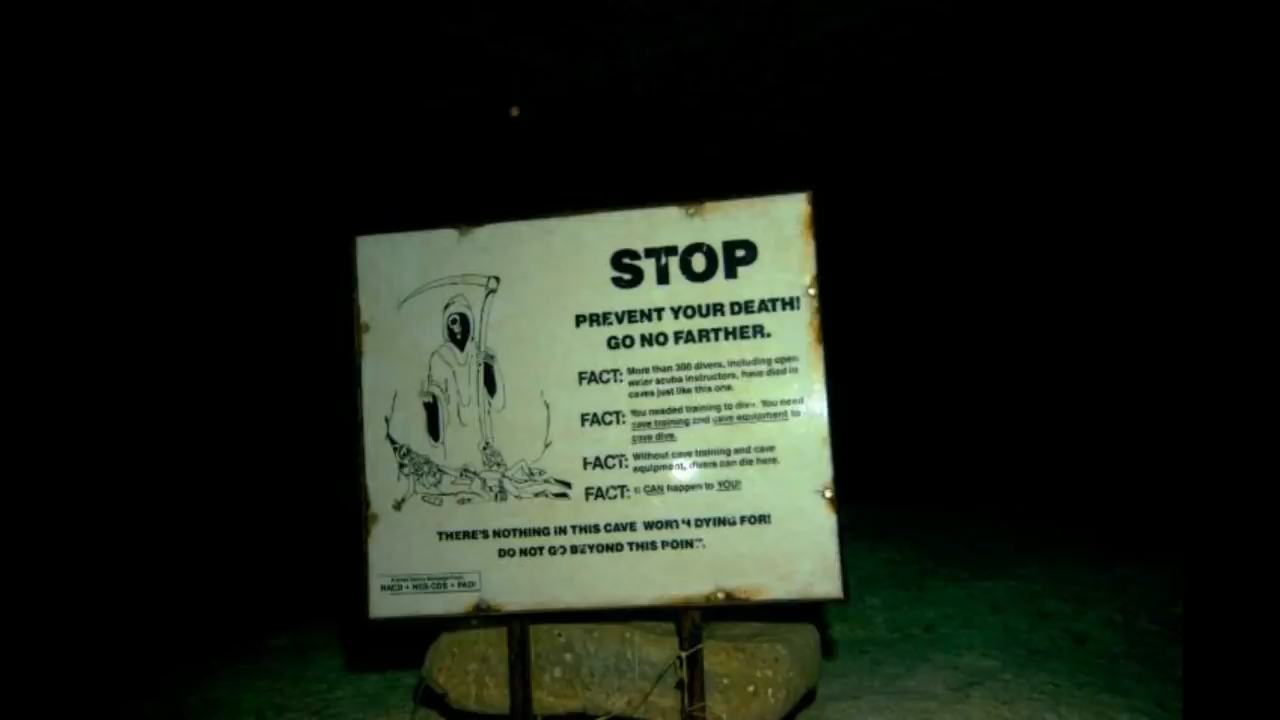 STOP
PREVENT YOUR DEATH!
GO NO FARTHER.
FACT: More than 300 divers, including open
water scuba instructors, have died in
caves just like this one.
FACT: You needed training to dive. You need
cave training and cave equipment to
cave dive.
FACT: Without cave training and cave
equipment, divers can die here.
FACT: It CAN happen to YOU!
THERE'S NOTHING IN THIS CAVE WORTH DYING FOR!
DO NOT GO BEYOND THIS POINT.
NACD + NSS-CDS + PADI